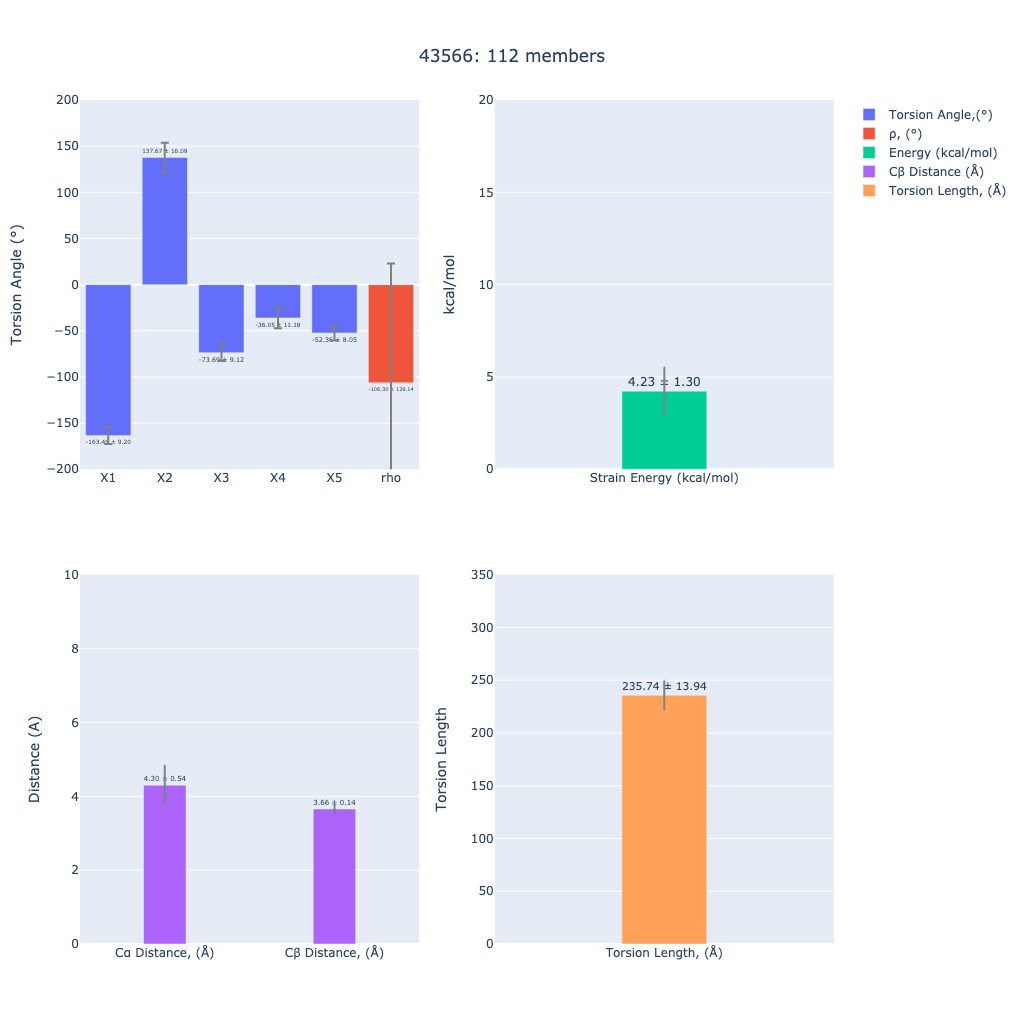 43566: 112 members
Torsion Angle (°)
200
150
100
50
0
−50
−100
−150
−200
137.67 ± 16.09
-73.69 ± 9.12
-36.05 ± 11.18
-52.36 ± 8.05
-106.30 ± 129.14
± 9.20
X1 X2 X3 X4 X5 rho
kcal/mol
20
15
10
5
0
4.23 ± 1.30
Strain Energy (kcal/mol)
Torsion Angle,(°)
ρ, (°)
Energy (kcal/mol)
Cβ Distance (Å)
Torsion Length, (Å)
Distance (A)
10
8
6
4
2
0
4.30 ± 0.54
3.66 ± 0.14
Cα Distance, (Å) Cβ Distance, (Å)
Torsion Length
350
300
250
200
150
100
50
0
235.74 ± 13.94
Torsion Length, (Å)